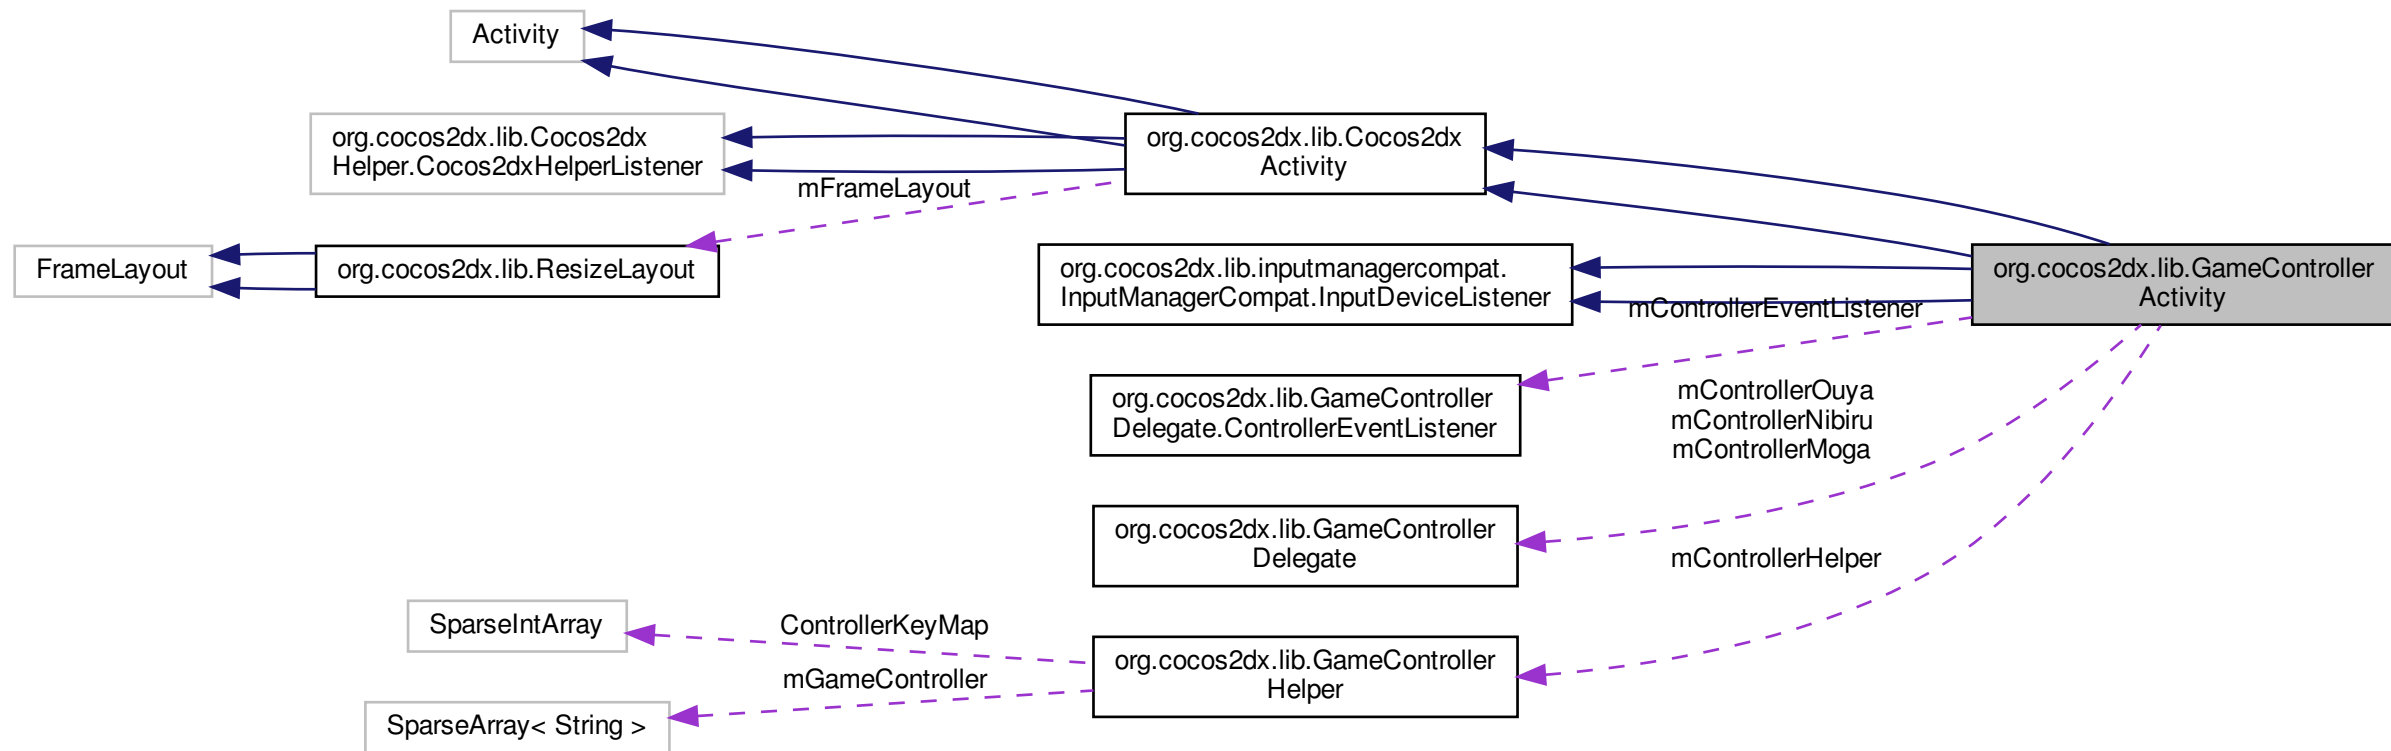 Activity
org.cocos2dx.lib.Cocos2dx
Helper.Cocos2dxHelperListener
org.cocos2dx.lib.Cocos2dx
Activity
mFrameLayout
FrameLayout
org.cocos2dx.lib.ResizeLayout
org.cocos2dx.lib.inputmanagercompat.
InputManagerCompat.InputDeviceListener
org.cocos2dx.lib.GameController
Activity
mControllerEventListener
org.cocos2dx.lib.GameController
Delegate.ControllerEventListener
mControllerOuya
mControllerNibiru
mControllerMoga
org.cocos2dx.lib.GameController
Delegate
mControllerHelper
SparseIntArray
ControllerKeyMap
org.cocos2dx.lib.GameController
Helper
mGameController
SparseArray< String >